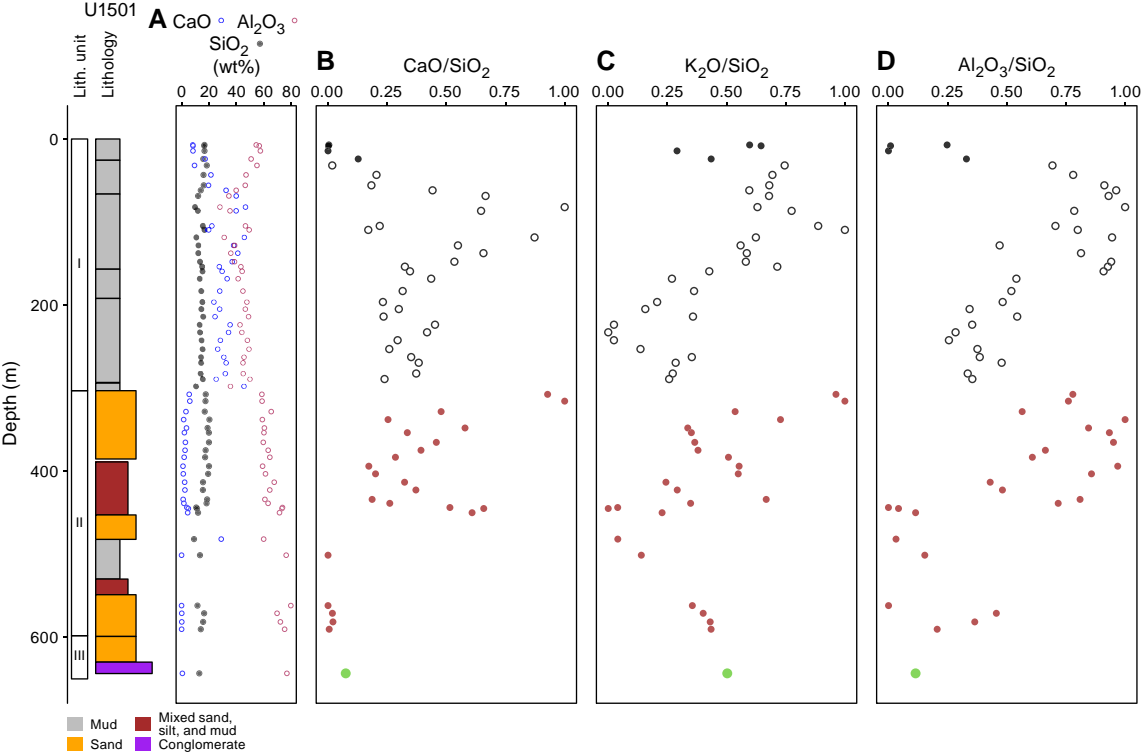 U1501
Lith. unit
Lithology
A CaO Al₂O₃
SiO₂
(wt%)
0 20 40 60 80
B CaO/SiO₂
0.00 0.25 0.50 0.75 1.00
C K₂O/SiO₂
0.00 0.25 0.50 0.75 1.00
D Al₂O₃/SiO₂
0.00 0.25 0.50 0.75 1.00
Depth (m)
0
200
400
600
I
II
III
Mud
Sand
Mixed sand,
silt, and mud
Conglomerate